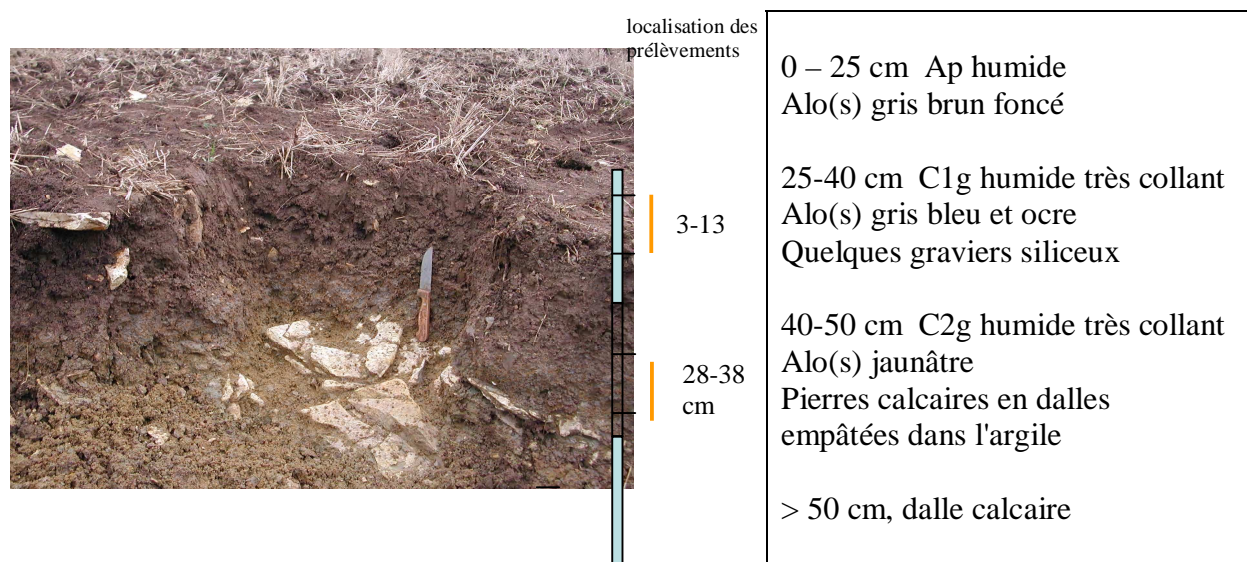 localisation des
prélèvements
3-13
28-38
cm
0 – 25 cm  Ap humide
Alo(s) gris brun foncé
25-40 cm  C1g humide très collant
Alo(s) gris bleu et ocre
Quelques graviers siliceux
40-50 cm  C2g humide très collant
Alo(s) jaunâtre
Pierres calcaires en dalles
empâtées dans l'argile
> 50 cm, dalle calcaire